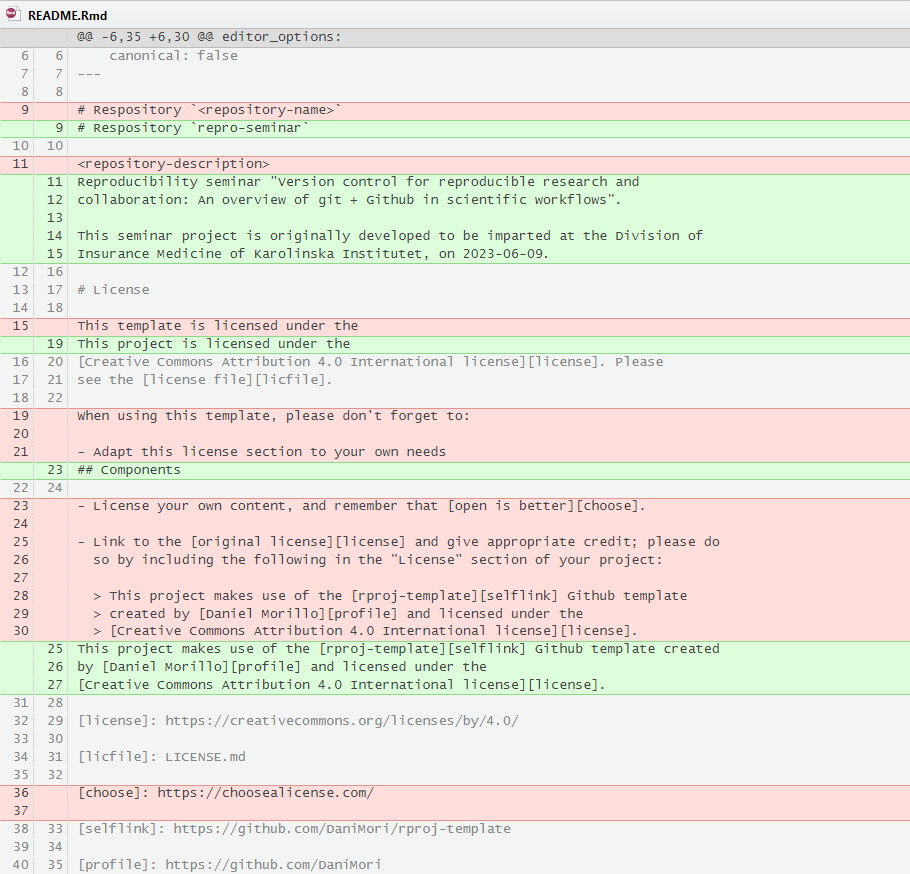 README.Rmd
@@ -6,35 +6,30 @@ editor_options:
6 6     canonical: false
7 7 ---
8 8
9 # Respository `<repository-name>`
9 # Respository `repro-seminar`
10 10
11 <repository-description>
11 Reproducibility seminar "Version control for reproducible research and
12 collaboration: An overview of git + Github in scientific workflows".
13
14 This seminar project is originally developed to be imparted at the Division of
15 Insurance Medicine of Karolinska Institutet, on 2023-06-09.
12 16
13 17 # License
14 18
15 This template is licensed under the
19 This project is licensed under the
16 20 [Creative Commons Attribution 4.0 International license][license]. Please
17 21 see the [license file][licfile].
18 22
19 When using this template, please don't forget to:
20
21 - Adapt this license section to your own needs
23 ## Components
22 24
23 - License your own content, and remember that [open is better][choose].
24
25 - Link to the [original license][license] and give appropriate credit; please do
26   so by including the following in the "License" section of your project:
27
28   > This project makes use of the [rproj-template][selflink] Github template
29   > created by [Daniel Morillo][profile] and licensed under the
30   > [Creative Commons Attribution 4.0 International license][license].
25 This project makes use of the [rproj-template][selflink] Github template created
26 by [Daniel Morillo][profile] and licensed under the
27 [Creative Commons Attribution 4.0 International license][license].
31 28
32 29 [license]: https://creativecommons.org/licenses/by/4.0/
33 30
34 31 [licfile]: LICENSE.md
35 32
36 [choose]: https://choosealicense.com/
37
38 33 [selflink]: https://github.com/DaniMori/rproj-template
39 34
40 35 [profile]: https://github.com/DaniMori